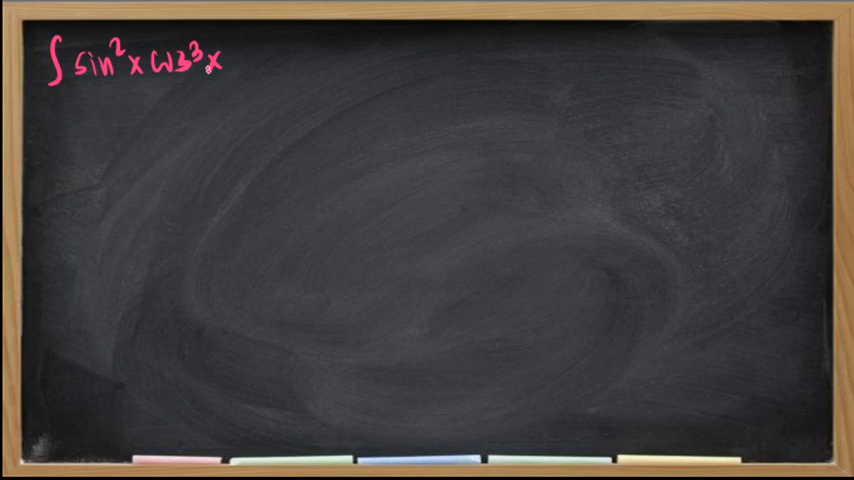 ∫ sin²x cos³x